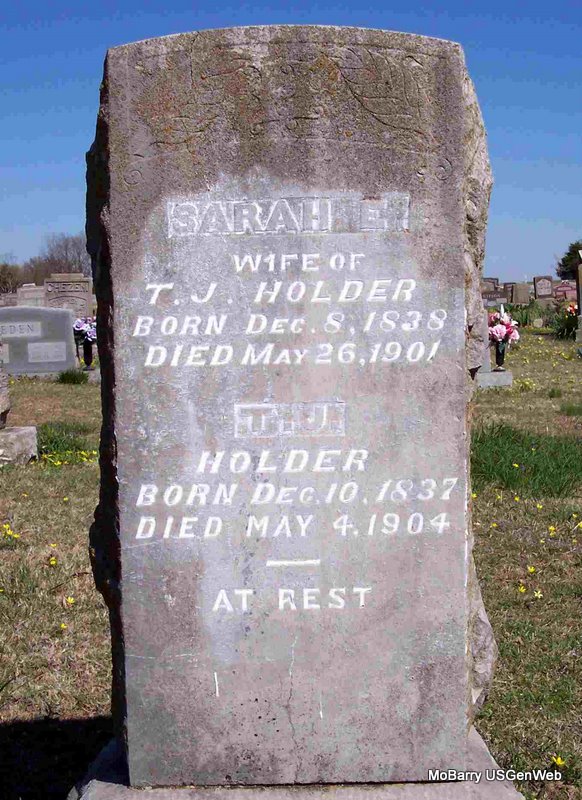 SARAH E.
WIFE OF
T. J. HOLDER
BORN DEC. 8, 1838
DIED MAY 26, 1901
T. J.
HOLDER
BORN DEC. 10, 1837
DIED MAY 4, 1904
AT REST
EDEN
MoBarry USGenWeb